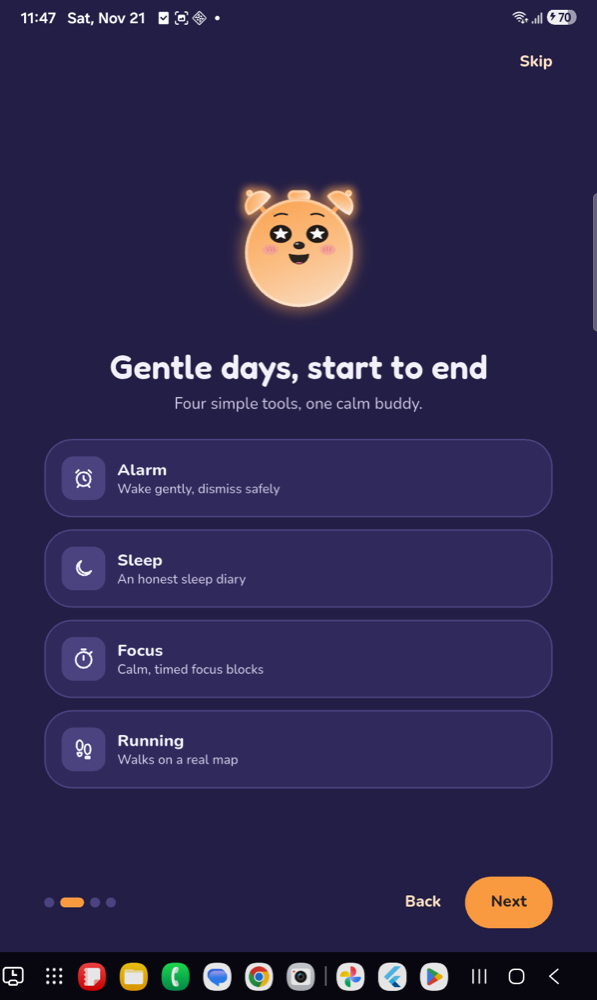 11:47 Sat, Nov 21
70
Skip
Gentle days, start to end
Four simple tools, one calm buddy.
Alarm
Wake gently, dismiss safely
Sleep
An honest sleep diary
Focus
Calm, timed focus blocks
Running
Walks on a real map
Back
Next